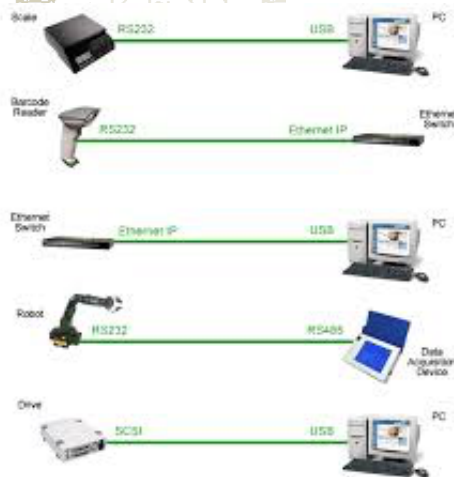 Scale
RS232
USB
PC
Barcode
Reader
RS232
Ethernet IP
Ethernet
Switch
Ethernet
Switch
Ethernet IP
USB
PC
Robot
RS232
RS485
Data
Acquisition
Device
Drive
SCSI
USB
PC